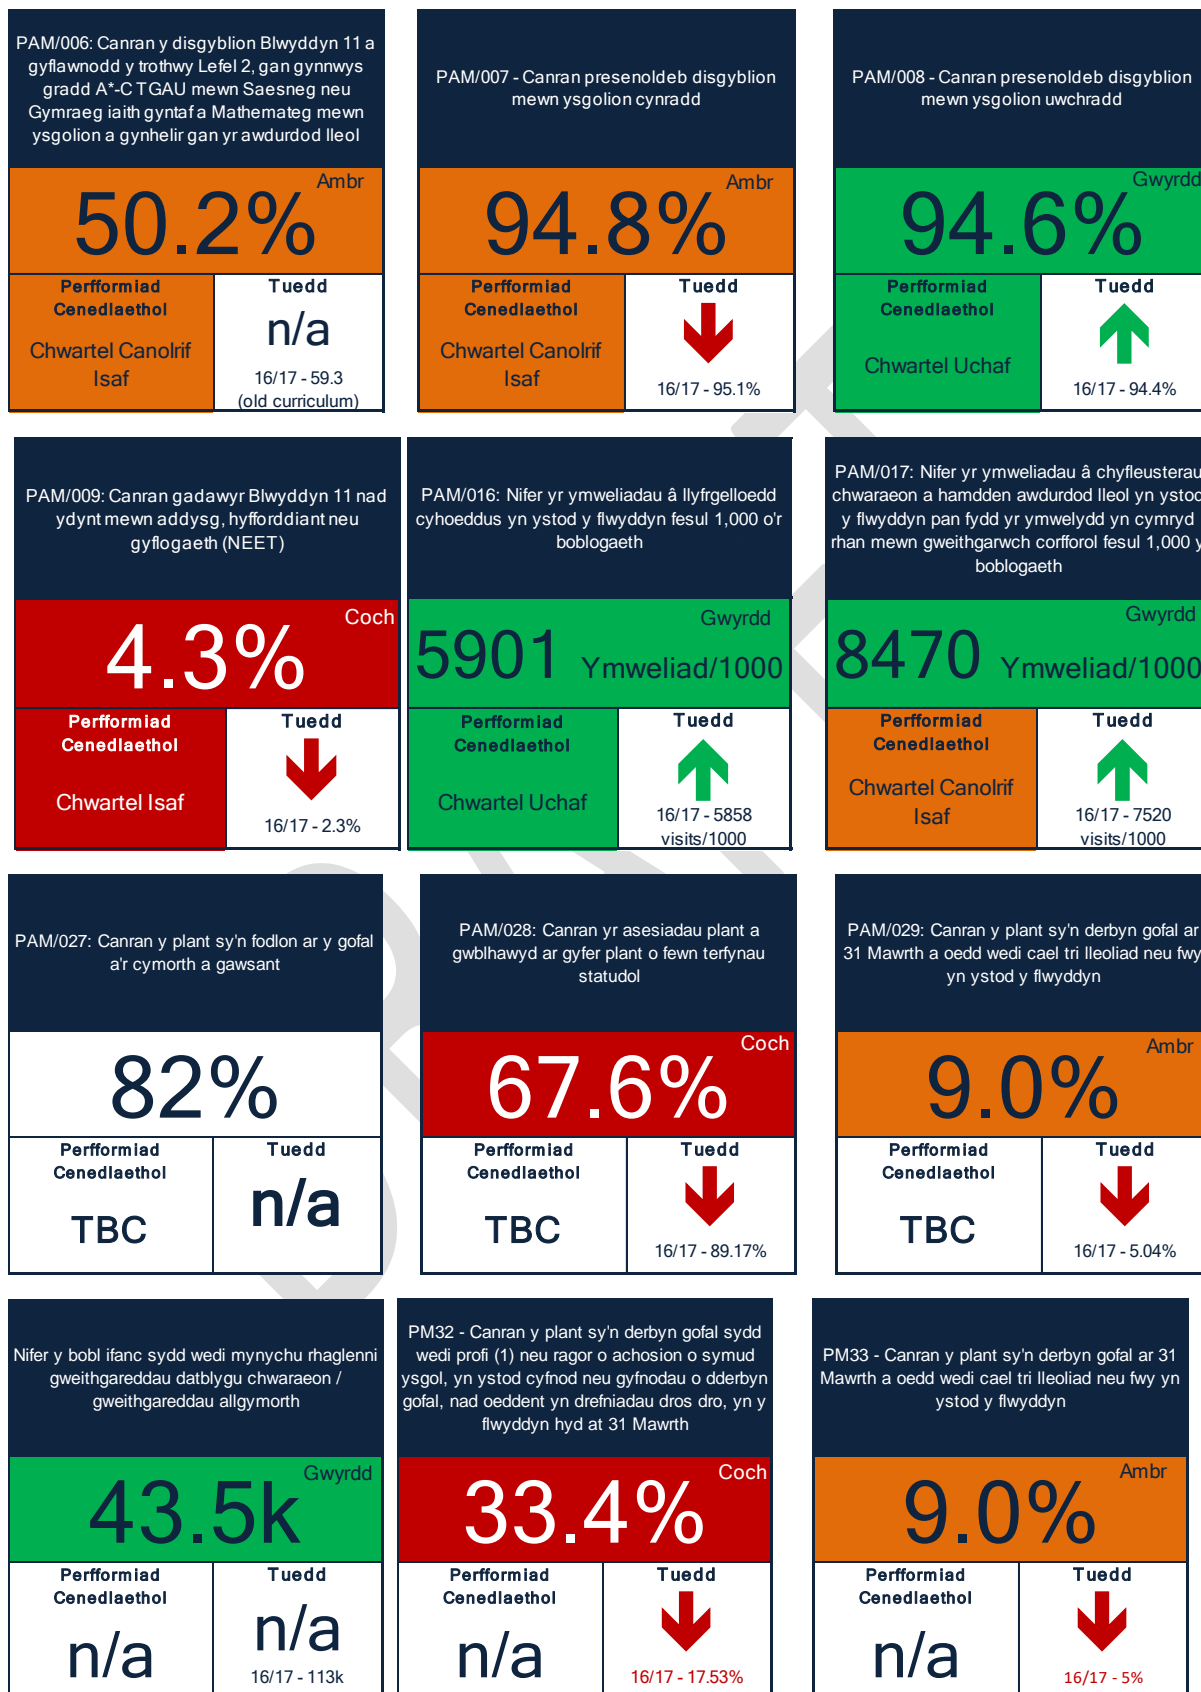 PAM/006: Canran y disgyblion Blwyddyn 11 a
gyflawnodd y trothwy Lefel 2, gan gynnwys
gradd A*-C TGAU mewn Saesneg neu
Gymraeg iaith gyntaf a Mathemateg mewn
ysgolion a gynhelir gan yr awdurdod lleol
Ambr
50.2%
Perfformiad
Cenedlaethol
Chwartel Canolrif
Isaf
Tuedd
n/a
16/17 - 59.3
(old curriculum)
PAM/007 - Canran presenoldeb disgyblion
mewn ysgolion cynradd
Ambr
94.8%
Perfformiad
Cenedlaethol
Chwartel Canolrif
Isaf
Tuedd
16/17 - 95.1%
PAM/008 - Canran presenoldeb disgyblion
mewn ysgolion uwchradd
Gwyrdd
94.6%
Perfformiad
Cenedlaethol
Chwartel Uchaf
Tuedd
16/17 - 94.4%
PAM/009: Canran gadawyr Blwyddyn 11 nad
ydynt mewn addysg, hyfforddiant neu
gyflogaeth (NEET)
Coch
4.3%
Perfformiad
Cenedlaethol
Chwartel Isaf
Tuedd
16/17 - 2.3%
PAM/016: Nifer yr ymweliadau â llyfrgelloedd
cyhoeddus yn ystod y flwyddyn fesul 1,000 o'r
boblogaeth
Gwyrdd
5901 Ymweliad/1000
Perfformiad
Cenedlaethol
Chwartel Uchaf
Tuedd
16/17 - 5858
visits/1000
PAM/017: Nifer yr ymweliadau â chyfleusterau
chwaraeon a hamdden awdurdod lleol yn ystod
y flwyddyn pan fydd yr ymwelydd yn cymryd
rhan mewn gweithgarwch corfforol fesul 1,000 y
boblogaeth
Gwyrdd
8470 Ymweliad/1000
Perfformiad
Cenedlaethol
Chwartel Canolrif
Isaf
Tuedd
16/17 - 7520
visits/1000
PAM/027: Canran y plant sy'n fodlon ar y gofal
a'r cymorth a gawsant
82%
Perfformiad
Cenedlaethol
TBC
Tuedd
n/a
PAM/028: Canran yr asesiadau plant a
gwblhawyd ar gyfer plant o fewn terfynau
statudol
Coch
67.6%
Perfformiad
Cenedlaethol
TBC
Tuedd
16/17 - 89.17%
PAM/029: Canran y plant sy'n derbyn gofal ar
31 Mawrth a oedd wedi cael tri lleoliad neu fwy
yn ystod y flwyddyn
Ambr
9.0%
Perfformiad
Cenedlaethol
TBC
Tuedd
16/17 - 5.04%
Nifer y bobl ifanc sydd wedi mynychu rhaglenni
gweithgareddau datblygu chwaraeon /
gweithgareddau allgymorth
Gwyrdd
43.5k
Perfformiad
Cenedlaethol
n/a
Tuedd
n/a
16/17 - 113k
PM32 - Canran y plant sy'n derbyn gofal sydd
wedi profi (1) neu ragor o achosion o symud
ysgol, yn ystod cyfnod neu gyfnodau o dderbyn
gofal, nad oeddent yn drefniadau dros dro, yn y
flwyddyn hyd at 31 Mawrth
Coch
33.4%
Perfformiad
Cenedlaethol
n/a
Tuedd
16/17 - 17.53%
PM33 - Canran y plant sy'n derbyn gofal ar 31
Mawrth a oedd wedi cael tri lleoliad neu fwy yn
ystod y flwyddyn
Ambr
9.0%
Perfformiad
Cenedlaethol
n/a
Tuedd
16/17 - 5%